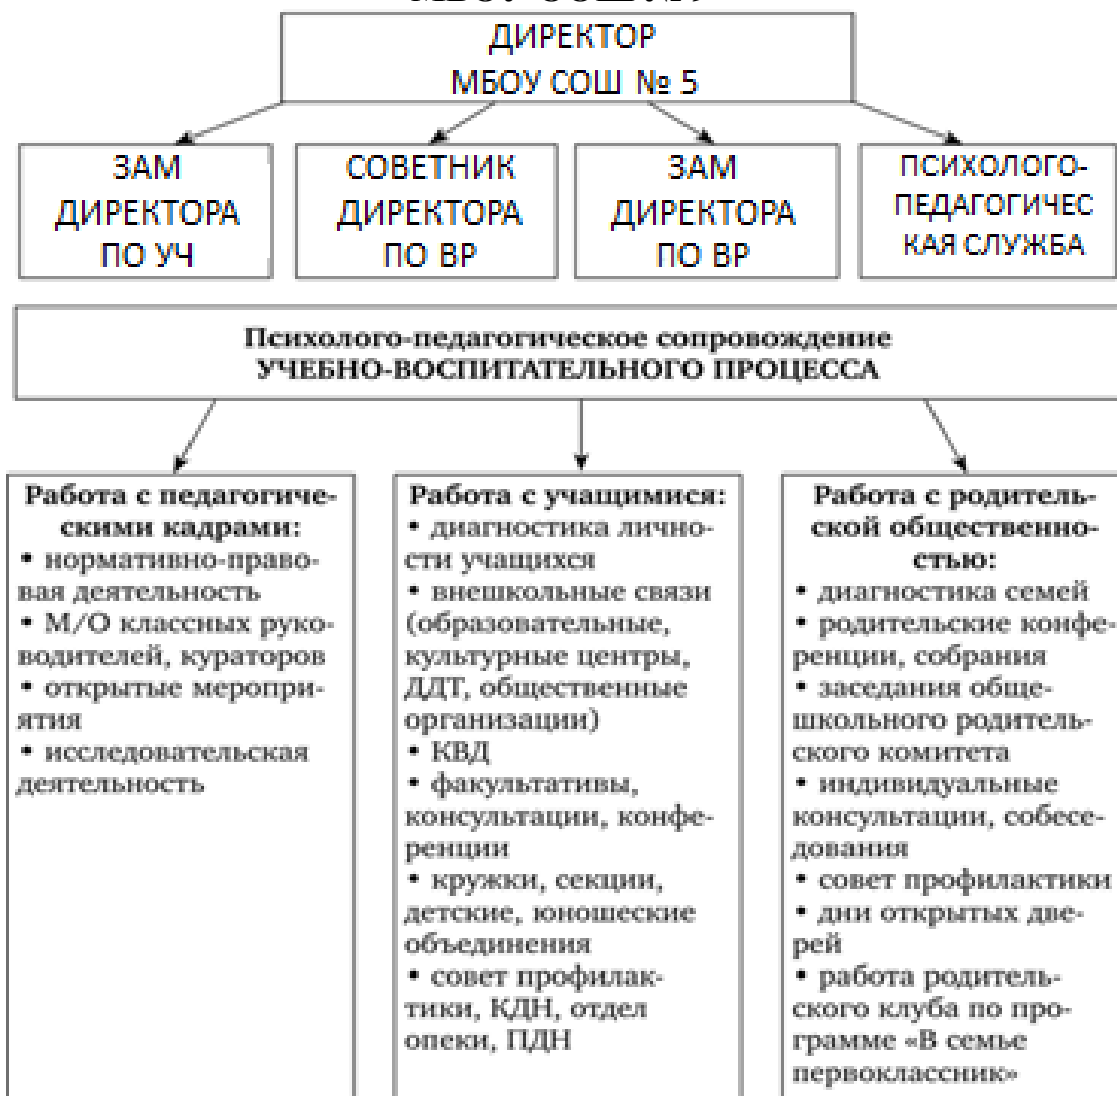 ДИРЕКТОР
МБОУ СОШ № 5
ЗАМ
ДИРЕКТОРА
ПО УЧ
СОВЕТНИК
ДИРЕКТОРА
ПО ВР
ЗАМ
ДИРЕКТОРА
ПО ВР
ПСИХОЛОГО-
ПЕДАГОГИЧЕС
КАЯ СЛУЖБА
Психолого-педагогическое сопровождение
УЧЕБНО-ВОСПИТАТЕЛЬНОГО ПРОЦЕССА
Работа с педагогиче-
скими кадрами:
• нормативно-право-
вая деятельность
• М/О классных руко-
водителей, кураторов
• открытые меропри-
ятия
• исследовательская
деятельность
Работа с учащимися:
• диагностика лично-
сти учащихся
• внешкольные связи
(образовательные,
культурные центры,
ДДТ, общественные
организации)
• КВД
• факультативы,
консультации, конфе-
ренции
• кружки, секции,
детские, юношеские
объединения
• совет профилак-
тики, КДН, отдел
опеки, ПДН
Работа с родитель-
ской общественно-
стью:
• диагностика семей
• родительские конфе-
ренции, собрания
• заседания обще-
школьного родитель-
ского комитета
• индивидуальные
консультации, собесе-
дования
• совет профилактики
• дни открытых две-
рей
• работа родитель-
ского клуба по про-
грамме «В семье
первоклассник»